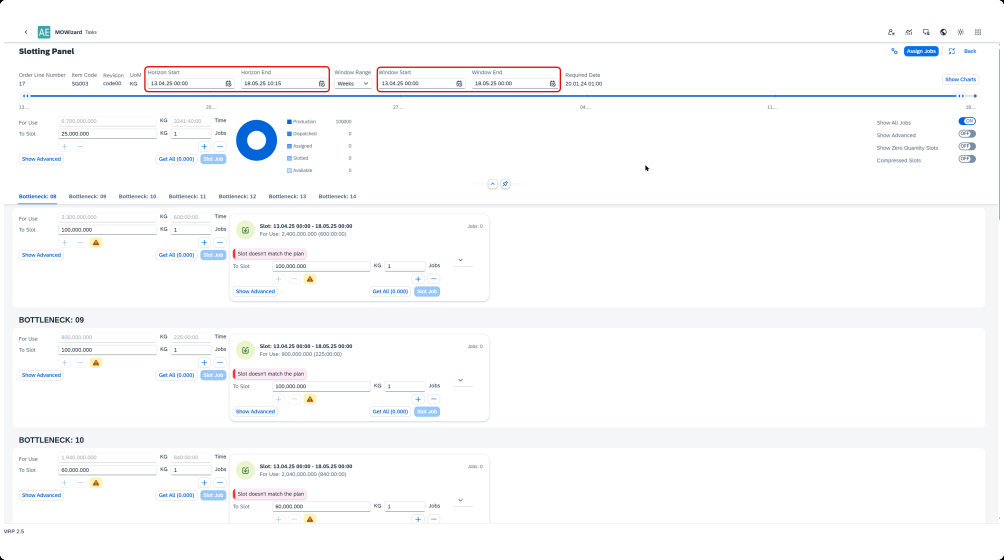 AE MOWizard Tasks
Slotting Panel
Assign Jobs Back
Order Line Number Item Code Revision UoM Horizon Start Horizon End Window Range Window Start Window End Required Date
17 SG003 code00 KG 13.04.25 00:00 18.05.25 10:15 Weeks 13.04.25 00:00 18.05.25 00:00 20.01.24 01:00
Show Charts
13... 20... 27... 04... 11... 18...
For Use 6,700,000.000 KG 3241:40:00 Time
To Slot 25,000.000 KG 1 Jobs
Show Advanced Get All (0.000) Slot Job
Production 100000
Dispatched 0
Assigned 0
Slotted 0
Available 0
Show All Jobs ON
Show Advanced OFF
Show Zero Quantity Slots OFF
Compressed Slots OFF
Bottleneck: 08 Bottleneck: 09 Bottleneck: 10 Bottleneck: 11 Bottleneck: 12 Bottleneck: 13 Bottleneck: 14
For Use 2,300,000.000 KG 600:00:00 Time
To Slot 100,000.000 KG 1 Jobs
Show Advanced Get All (0.000) Slot Job
Slot: 13.04.25 00:00 - 18.05.25 00:00 Jobs: 0
For Use: 2,400,000.000 (600:00:00)
Slot doesn't match the plan
To Slot 100,000.000 KG 1 Jobs
Show Advanced Get All (0.000) Slot Job
BOTTLENECK: 09
For Use 800,000.000 KG 225:00:00 Time
To Slot 100,000.000 KG 1 Jobs
Show Advanced Get All (0.000) Slot Job
Slot: 13.04.25 00:00 - 18.05.25 00:00 Jobs: 0
For Use: 900,000.000 (225:00:00)
Slot doesn't match the plan
To Slot 100,000.000 KG 1 Jobs
Show Advanced Get All (0.000) Slot Job
BOTTLENECK: 10
For Use 1,940,000.000 KG 840:00:00 Time
To Slot 60,000.000 KG 1 Jobs
Show Advanced Get All (0.000) Slot Job
Slot: 13.04.25 00:00 - 18.05.25 00:00 Jobs: 0
For Use: 2,040,000.000 (840:00:00)
Slot doesn't match the plan
To Slot 60,000.000 KG 1 Jobs
MRP 2.5